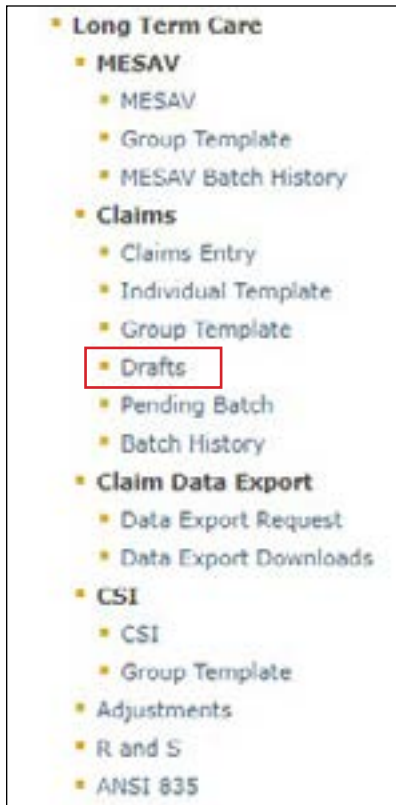 Long Term Care
MESAV
MESAV
Group Template
MESAV Batch History
Claims
Claims Entry
Individual Template
Group Template
Drafts
Pending Batch
Batch History
Claim Data Export
Data Export Request
Data Export Downloads
CSI
CSI
Group Template
Adjustments
R and S
ANSI 835